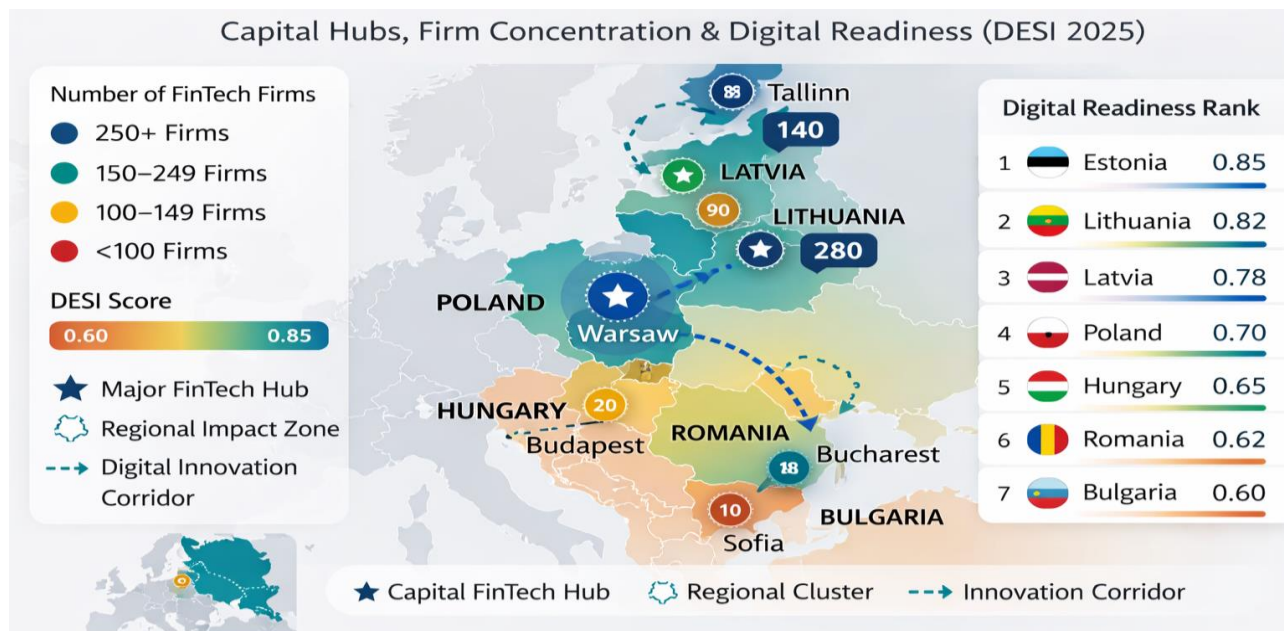 Capital Hubs, Firm Concentration & Digital Readiness (DESI 2025)
Number of FinTech Firms
250+ Firms
150–249 Firms
100–149 Firms
<100 Firms
DESI Score
0.60 0.85
Major FinTech Hub
Regional Impact Zone
Digital Innovation
Corridor
Tallinn
140
LATVIA
90
LITHUANIA
280
POLAND
Warsaw
HUNGARY
20
Budapest
ROMANIA
Bucharest
10
BULGARIA
Sofia
Digital Readiness Rank
1 Estonia 0.85
2 Lithuania 0.82
3 Latvia 0.78
4 Poland 0.70
5 Hungary 0.65
6 Romania 0.62
7 Bulgaria 0.60
Capital FinTech Hub Regional Cluster Innovation Corridor